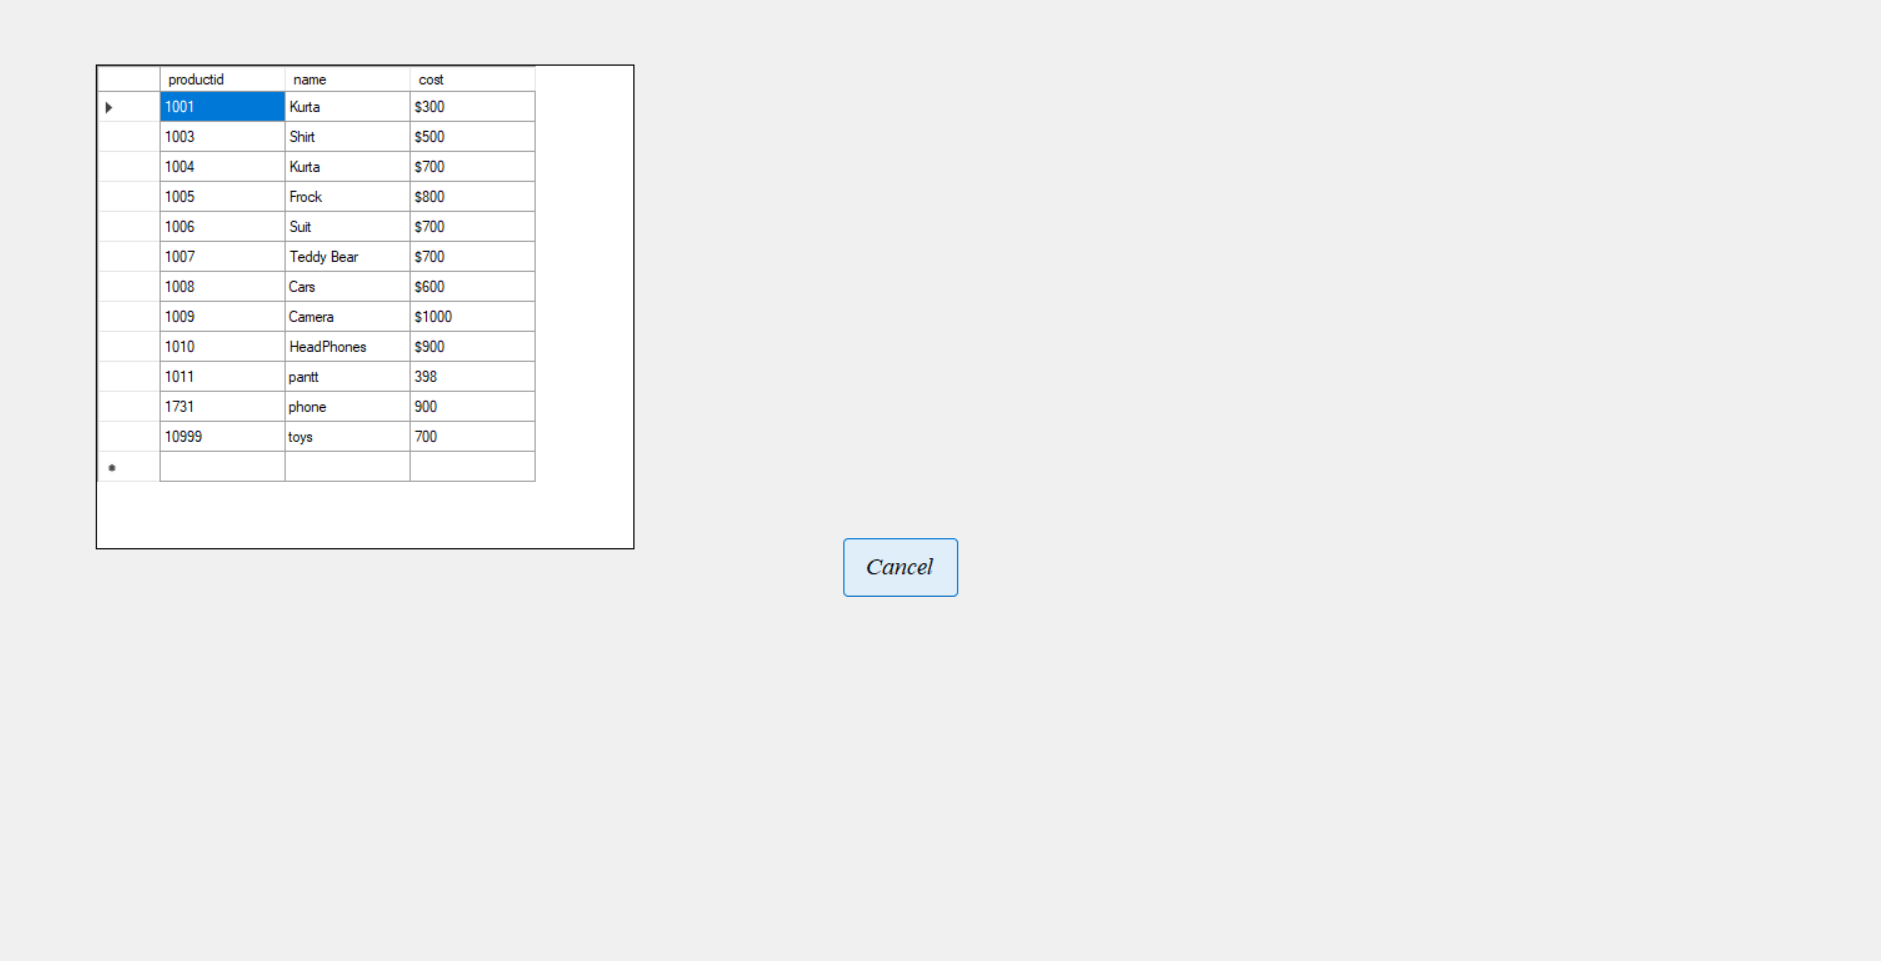 productid name cost
1001 Kurta $300
1003 Shirt $500
1004 Kurta $700
1005 Frock $800
1006 Suit $700
1007 Teddy Bear $700
1008 Cars $600
1009 Camera $1000
1010 HeadPhones $900
1011 pantt 398
1731 phone 900
10999 toys 700
Cancel